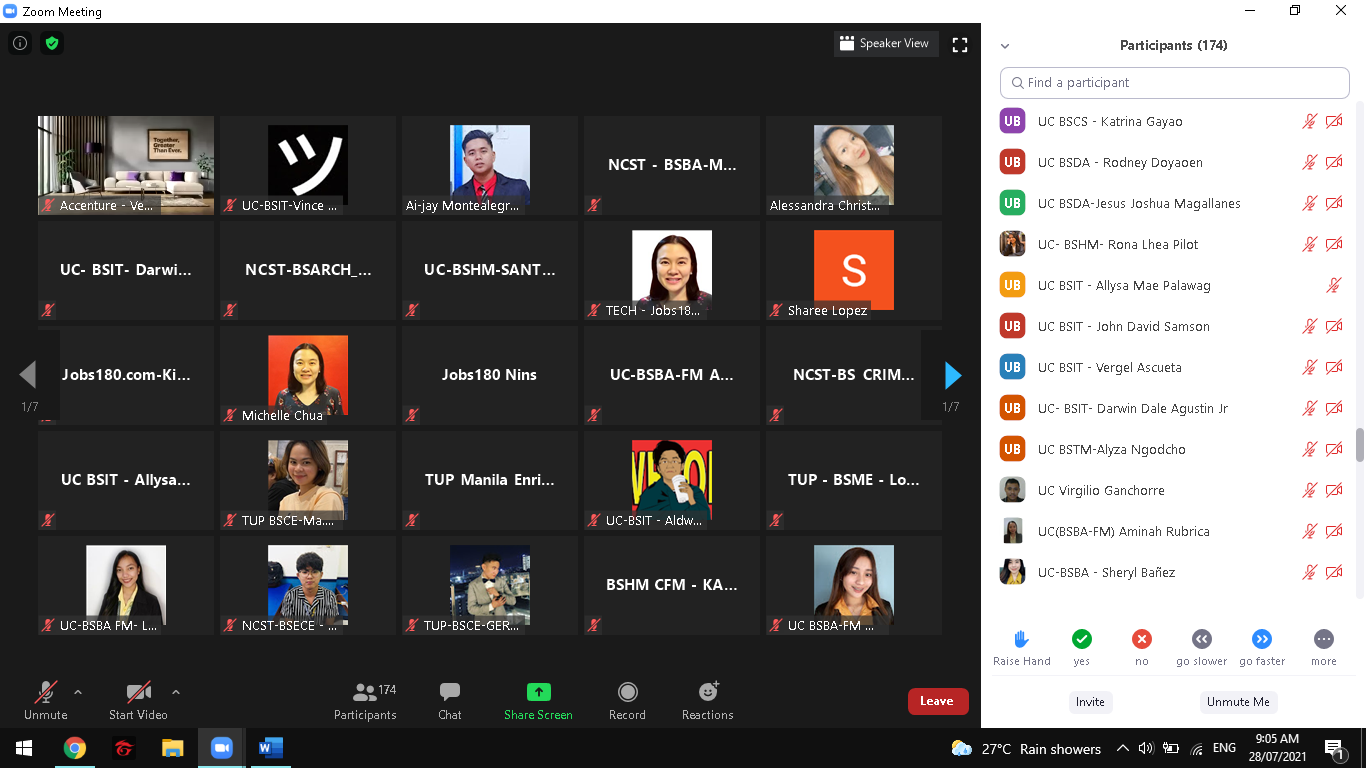 Zoom Meeting
Speaker View
Together,
Greater
Than Ever.
Accenture - Ve...
ツ
UC-BSIT-Vince ...
Ai-jay Montealegr...
NCST - BSBA-M...
Alessandra Christ...
UC- BSIT- Darwi...
NCST-BSARCH_...
UC-BSHM-SANT...
TECH - Jobs18...
S
Sharee Lopez
Jobs180.com-Ki...
Michelle Chua
Jobs180 Nins
UC-BSBA-FM A...
NCST-BS CRIM...
1/7
1/7
UC BSIT - Allysa...
TUP BSCE-Ma....
TUP Manila Enri...
UC-BSIT - Aldw...
TUP - BSME - Lo...
UC-BSBA FM- L...
NCST-BSECE - ...
TUP-BSCE-GER...
BSHM CFM - KA...
UC BSBA-FM ...
Unmute
Start Video
174
Participants
Chat
Share Screen
Record
Reactions
Leave
Participants (174)
Find a participant
UB UC BSCS - Katrina Gayao
UB UC BSDA - Rodney Doyaoen
UB UC BSDA-Jesus Joshua Magallanes
UC- BSHM- Rona Lhea Pilot
UB UC BSIT - Allysa Mae Palawag
UB UC BSIT - John David Samson
UB UC BSIT - Vergel Ascueta
UB UC- BSIT- Darwin Dale Agustin Jr
UB UC BSTM-Alyza Ngodcho
UC Virgilio Ganchorre
UC(BSBA-FM) Aminah Rubrica
UC-BSBA - Sheryl Bañez
Raise Hand
yes
no
go slower
go faster
more
Invite
Unmute Me
27°C Rain showers
ENG
9:05 AM
28/07/2021
1